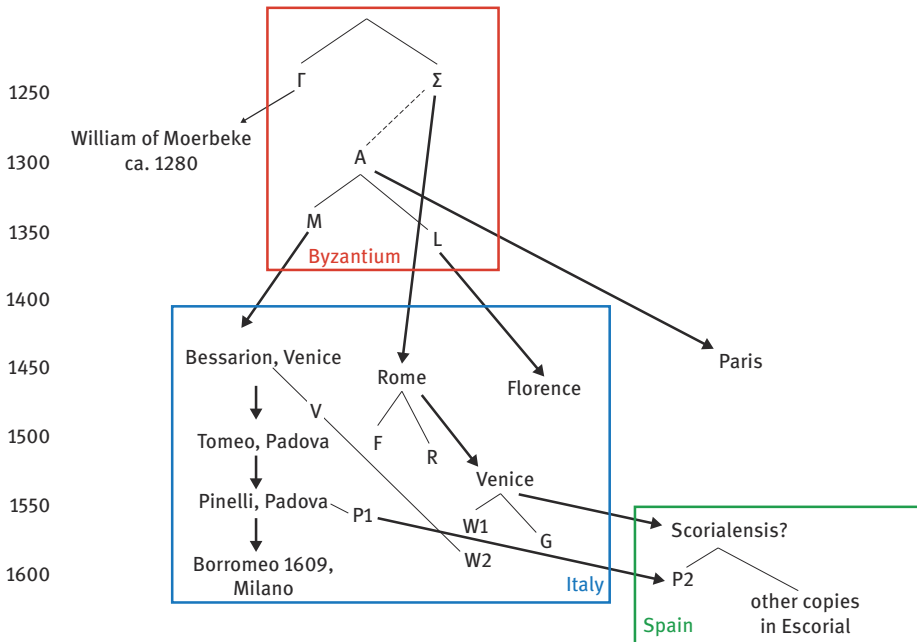 Γ
Σ
1250
William of Moerbeke
ca. 1280
1300
A
M
1350
L
Byzantium
1400
Bessarion, Venice
Paris
1450
Rome
Florence
V
1500
Tomeo, Padova
F
R
Venice
1550
Pinelli, Padova
P1
W1
G
Scorialensis?
W2
Borromeo 1609,
Milano
1600
Italy
P2
other copies
in Escorial
Spain